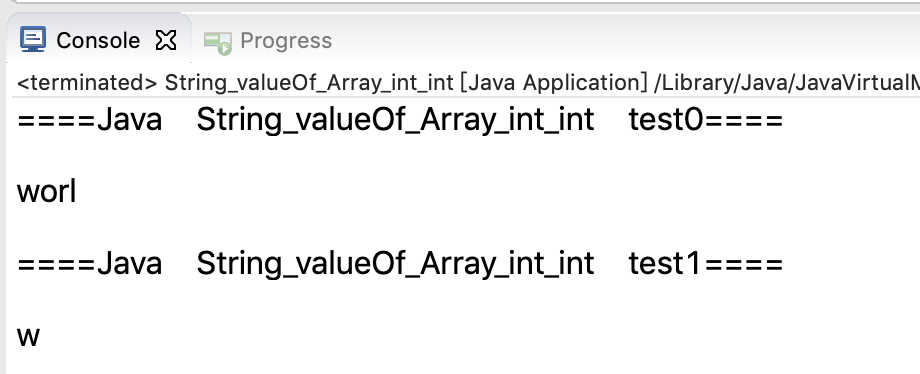 Console Progress
<terminated> String_valueOf_Array_int_int [Java Application] /Library/Java/JavaVirtualM
====Java String_valueOf_Array_int_int test0====
worl
====Java String_valueOf_Array_int_int test1====
w